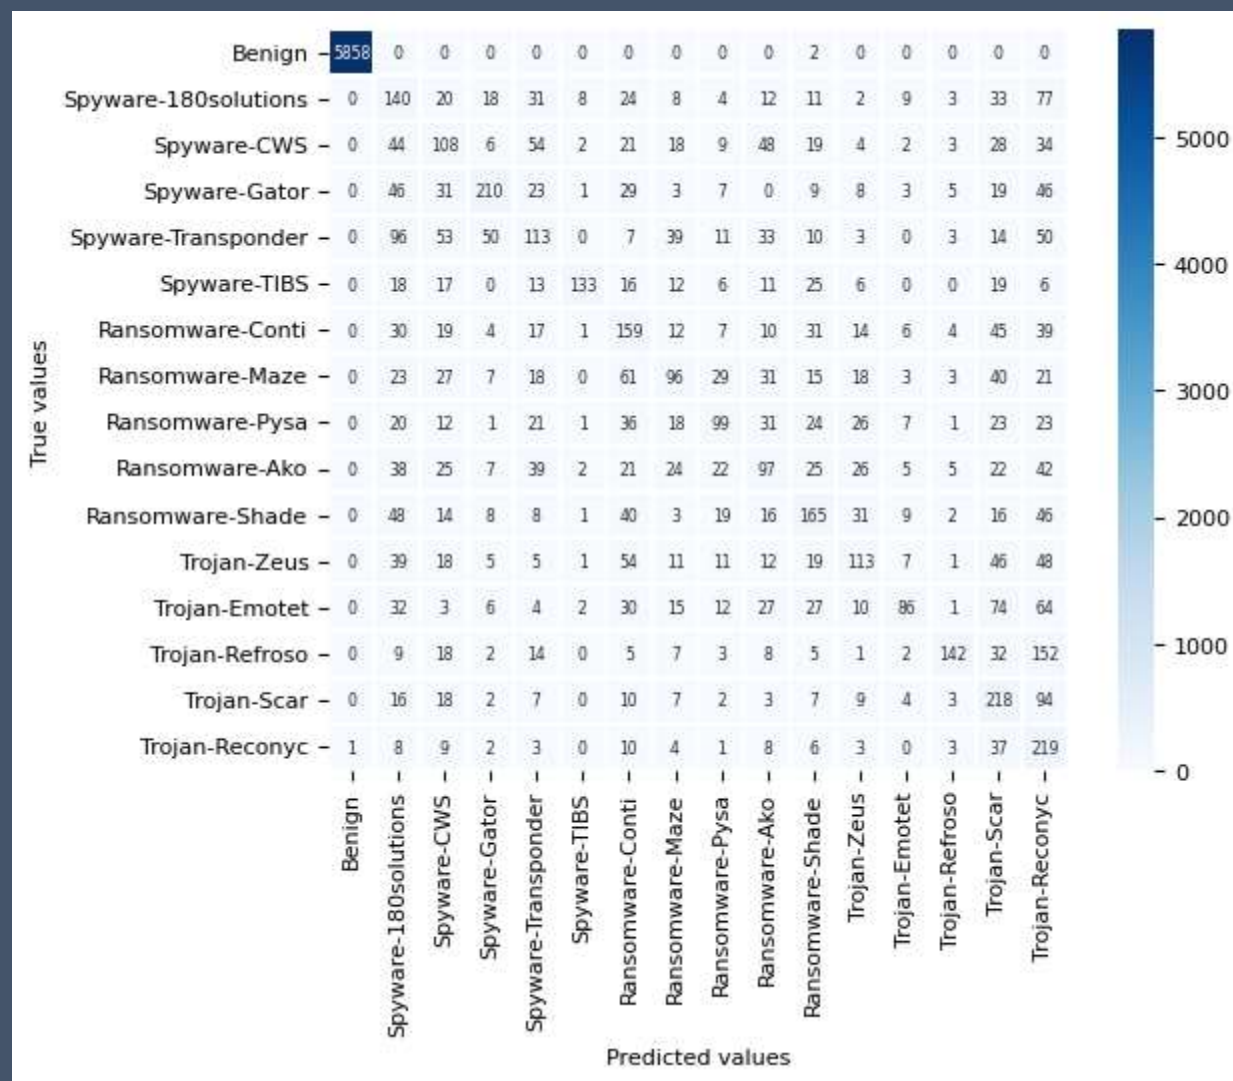 Benign 5858 0 0 0 0 0 0 0 0 0 2 0 0 0 0 0
Spyware-180solutions 0 140 20 18 31 8 24 8 4 12 11 2 9 3 33 77
Spyware-CWS 0 44 108 6 54 2 21 18 9 48 19 4 2 3 28 34
Spyware-Gator 0 46 31 210 23 1 29 3 7 0 9 8 3 5 19 46
Spyware-Transponder 0 96 53 50 113 0 7 39 11 33 10 3 0 3 14 50
Spyware-TIBS 0 18 17 0 13 133 16 12 6 11 25 6 0 0 19 6
Ransomware-Conti 0 30 19 4 17 1 159 12 7 10 31 14 6 4 45 39
Ransomware-Maze 0 23 27 7 18 0 61 96 29 31 15 18 3 3 40 21
Ransomware-Pysa 0 20 12 1 21 1 36 18 99 31 24 26 7 1 23 23
Ransomware-Ako 0 38 25 7 39 2 21 24 22 97 25 26 5 5 22 42
Ransomware-Shade 0 48 14 8 8 1 40 3 19 16 165 31 9 2 16 46
Trojan-Zeus 0 39 18 5 5 1 54 11 11 12 19 113 7 1 46 48
Trojan-Emotet 0 32 3 6 4 2 30 15 12 27 27 10 86 1 74 64
Trojan-Refroso 0 9 18 2 14 0 5 7 3 8 5 1 2 142 32 152
Trojan-Scar 0 16 18 2 7 0 10 7 2 3 7 9 4 3 218 94
Trojan-Reconyc 1 8 9 2 3 0 10 4 1 8 6 3 0 3 37 219
True values
Benign
Spyware-180solutions
Spyware-CWS
Spyware-Gator
Spyware-Transponder
Spyware-TIBS
Ransomware-Conti
Ransomware-Maze
Ransomware-Pysa
Ransomware-Ako
Ransomware-Shade
Trojan-Zeus
Trojan-Emotet
Trojan-Refroso
Trojan-Scar
Trojan-Reconyc
Predicted values
5000
4000
3000
2000
1000
0